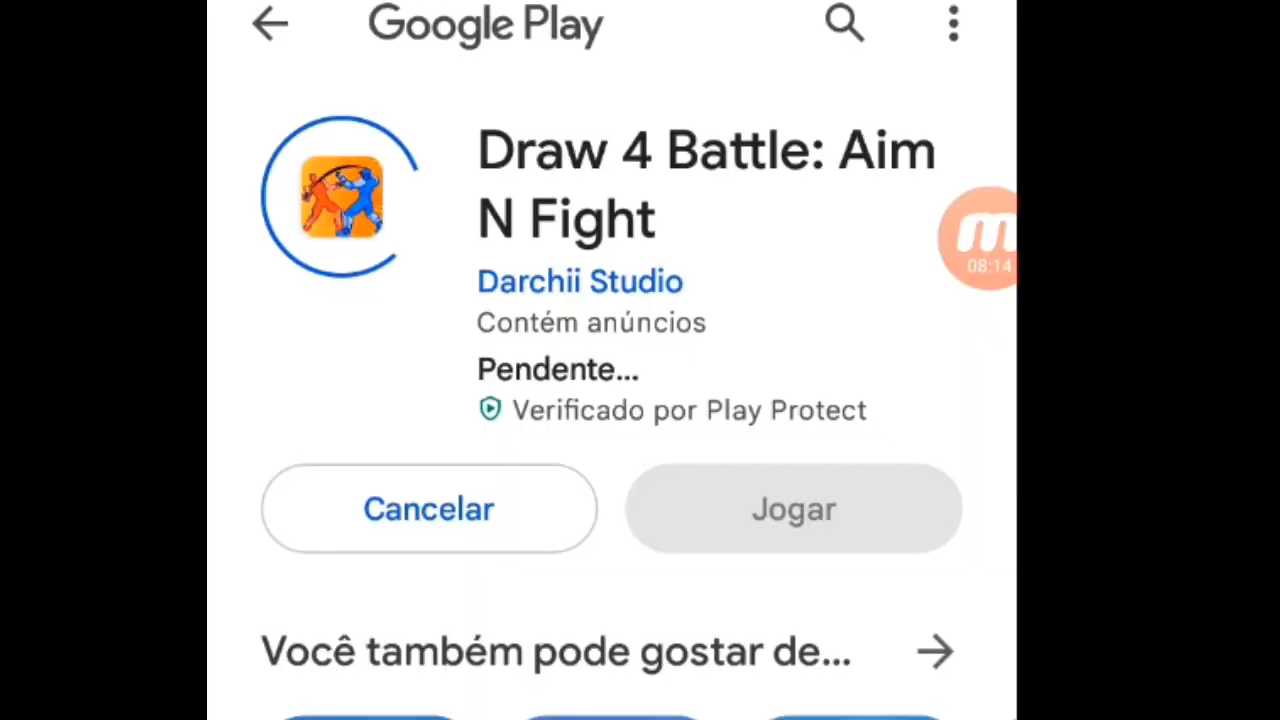 Google Play
Draw 4 Battle: Aim
N Fight
Darchii Studio
Contém anúncios
Pendente...
Verificado por Play Protect
08:14
Cancelar
Jogar
Você também pode gostar de...